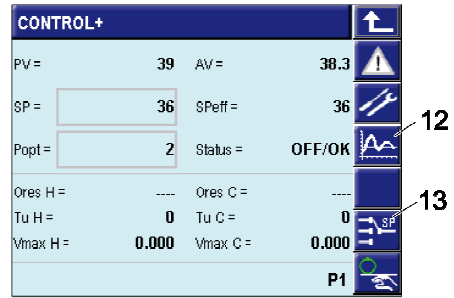 CONTROL+
PV = 39 AV = 38.3
SP = 36 SPeff = 36
12
Popt = 2 Status = OFF/OK
Ores H = ---- Ores C = ----
13
Tu H = 0 Tu C = 0
SP
Vmax H = 0.000 Vmax C = 0.000
P1